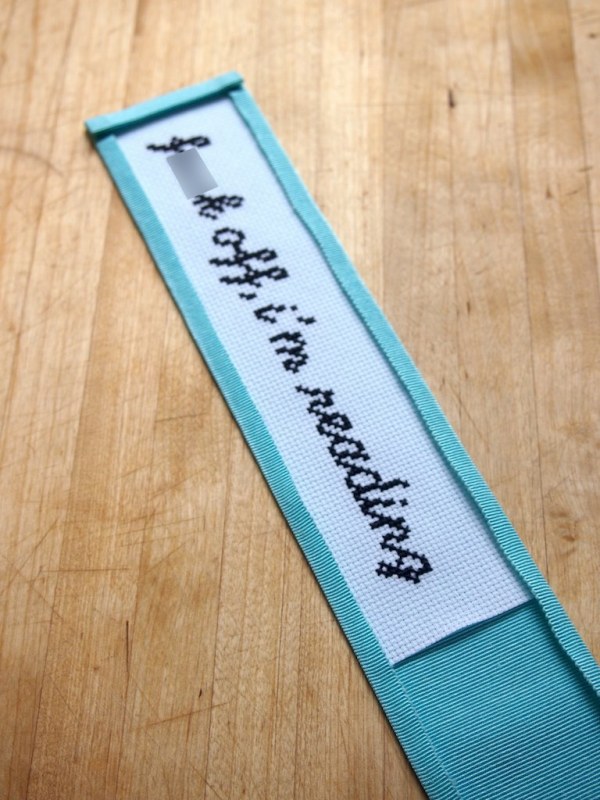 f k off, i'm reading